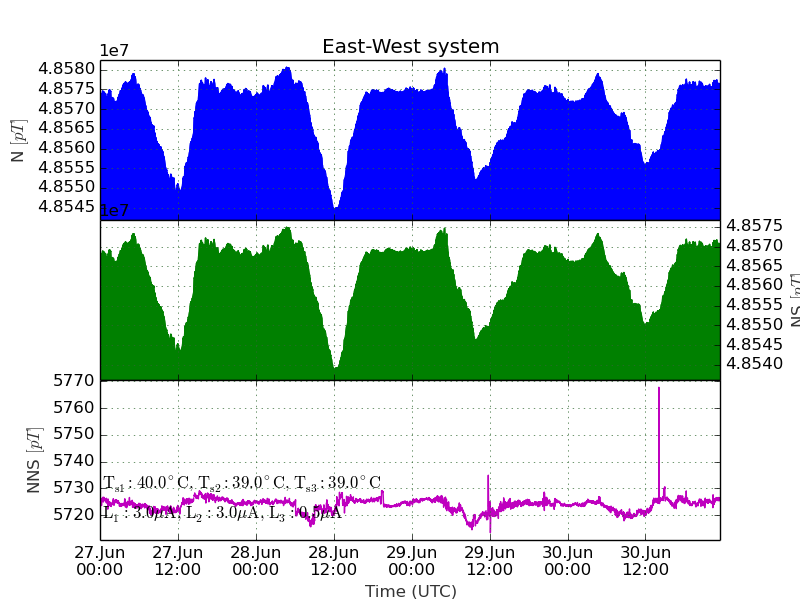 East-West system
1e7
4.8580
4.8575
4.8570
4.8565
4.8560
4.8555
4.8550
4.8545
N [pT]
1e7
4.8575
4.8570
4.8565
4.8560
4.8555
4.8550
4.8545
4.8540
NS [pT]
5770
5760
5750
5740
5730
5720
NNS [pT]
T_s1 : 40.0°C, T_s2 : 39.0°C, T_s3 : 39.0°C
L_1 : 3.0μA, L_2 : 3.0μA, L_3 : 0.5μA
27.Jun 27.Jun 28.Jun 28.Jun 29.Jun 29.Jun 30.Jun 30.Jun
00:00 12:00 00:00 12:00 00:00 12:00 00:00 12:00
Time (UTC)